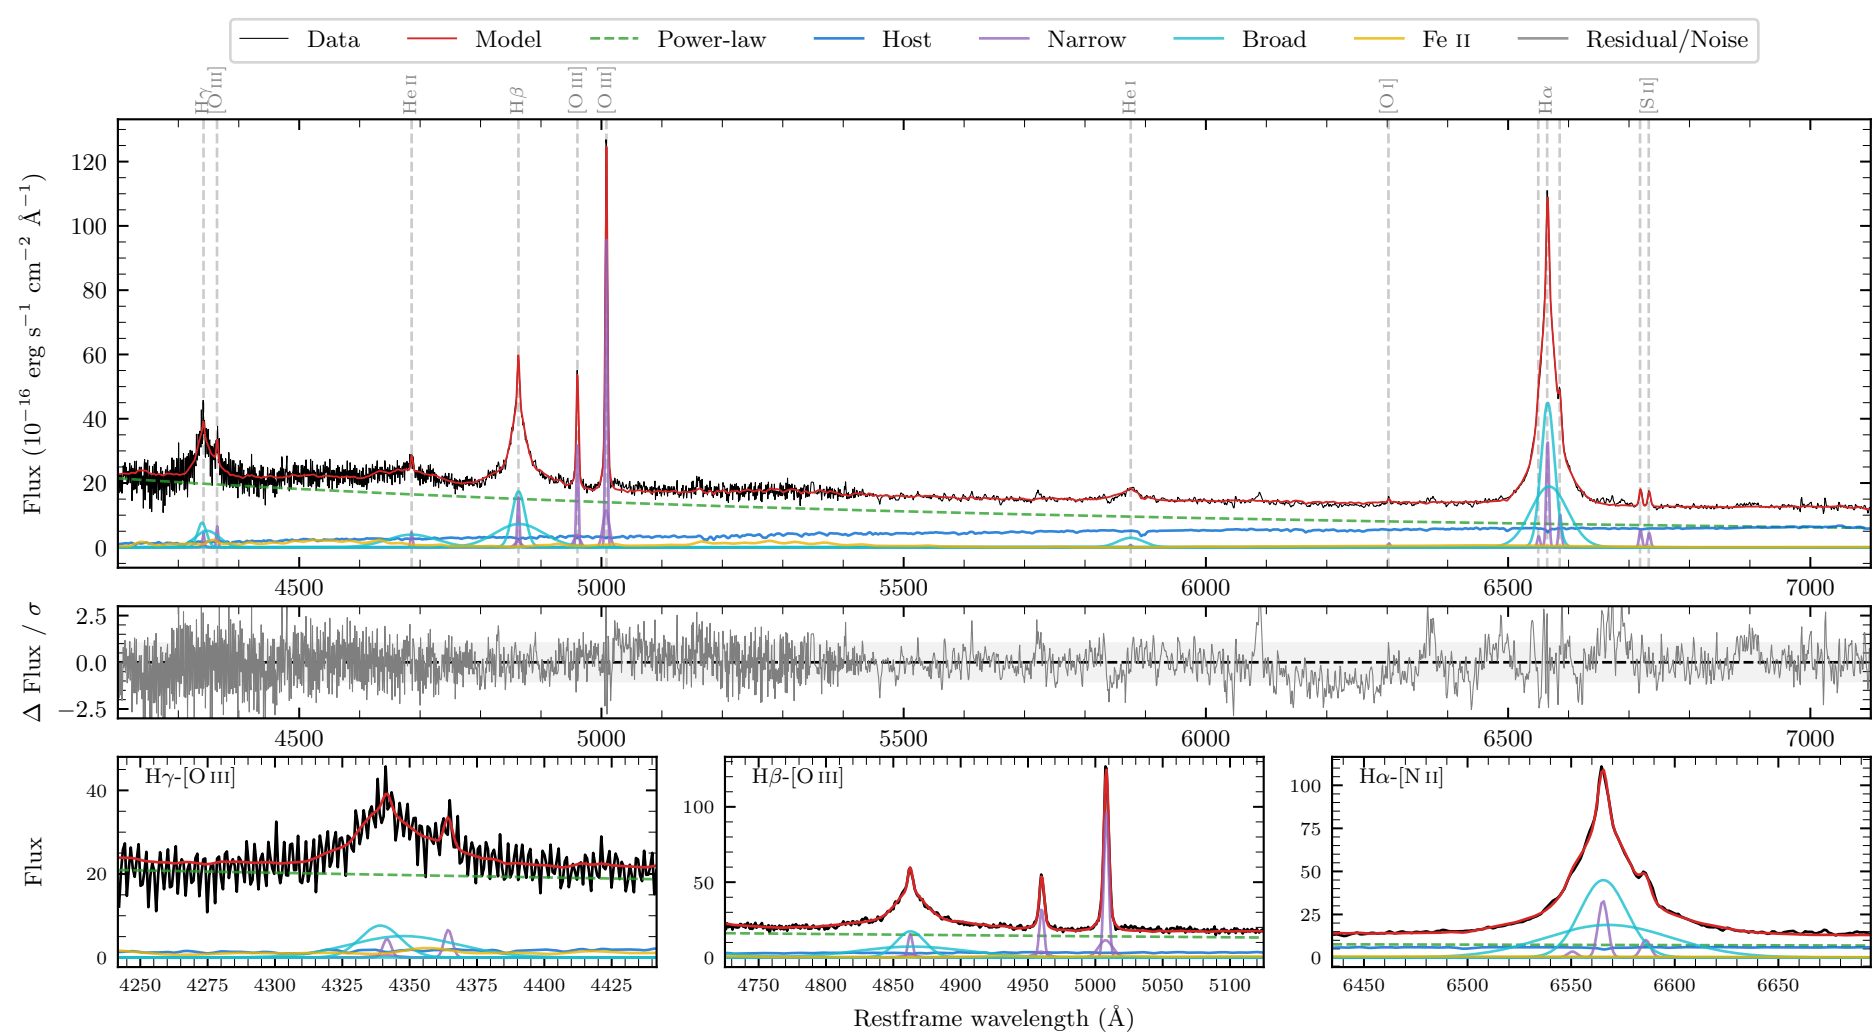 Data Model Power-law Host Narrow Broad Fe II Residual/Noise
Hγ [O III] He II Hβ [O III] [O III] He I [O I] Hα [S II]
Flux (10⁻¹⁶ erg s⁻¹ cm⁻² Å⁻¹)
120
100
80
60
40
20
0
4500 5000 5500 6000 6500 7000
Δ Flux / σ
2.5
0.0
−2.5
4500 5000 5500 6000 6500 7000
Flux
Hγ-[O III]
40
20
0
4250 4275 4300 4325 4350 4375 4400 4425
Hβ-[O III]
100
50
0
4750 4800 4850 4900 4950 5000 5050 5100
Hα-[N II]
100
75
50
25
0
6450 6500 6550 6600 6650
Restframe wavelength (Å)